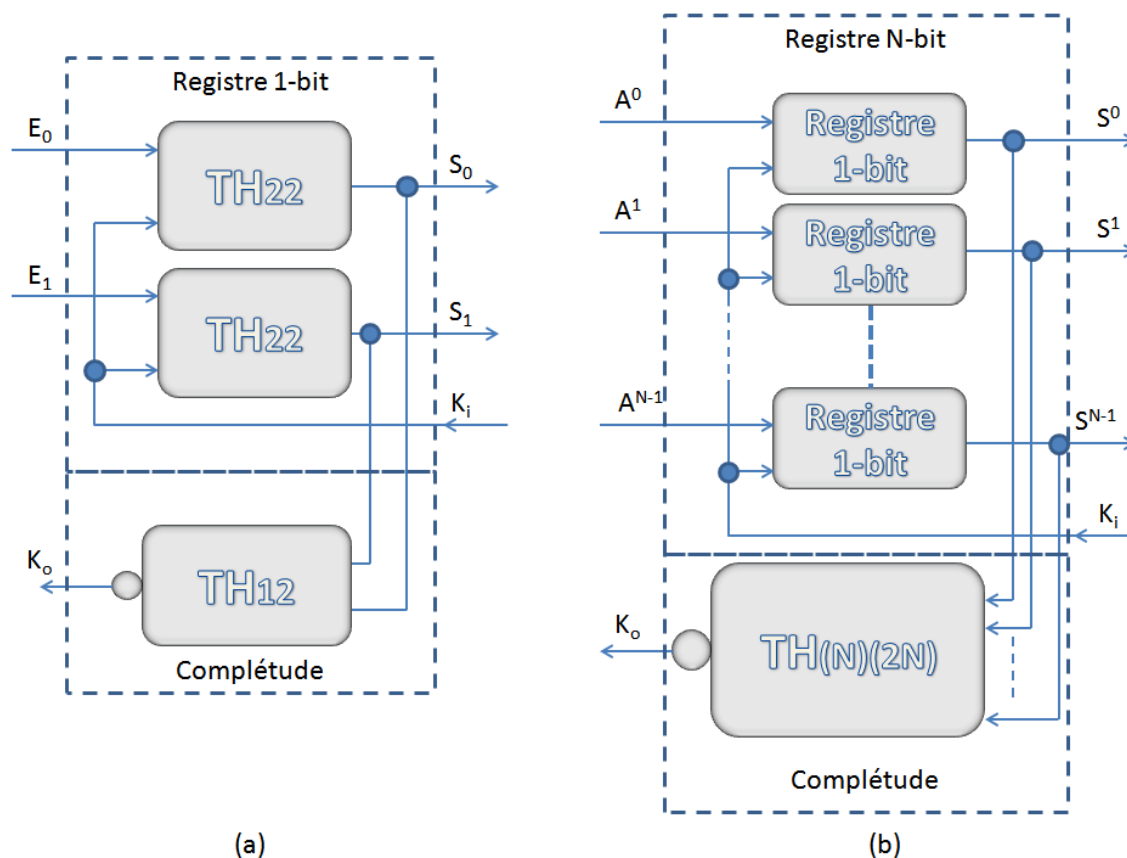 Registre 1-bit
E0
TH22
S0
E1
TH22
S1
Ki
Ko
TH12
Complétude
(a)
Registre N-bit
A0
Registre
1-bit
S0
A1
Registre
1-bit
S1
AN-1
Registre
1-bit
SN-1
Ki
Ko
TH(N)(2N)
Complétude
(b)